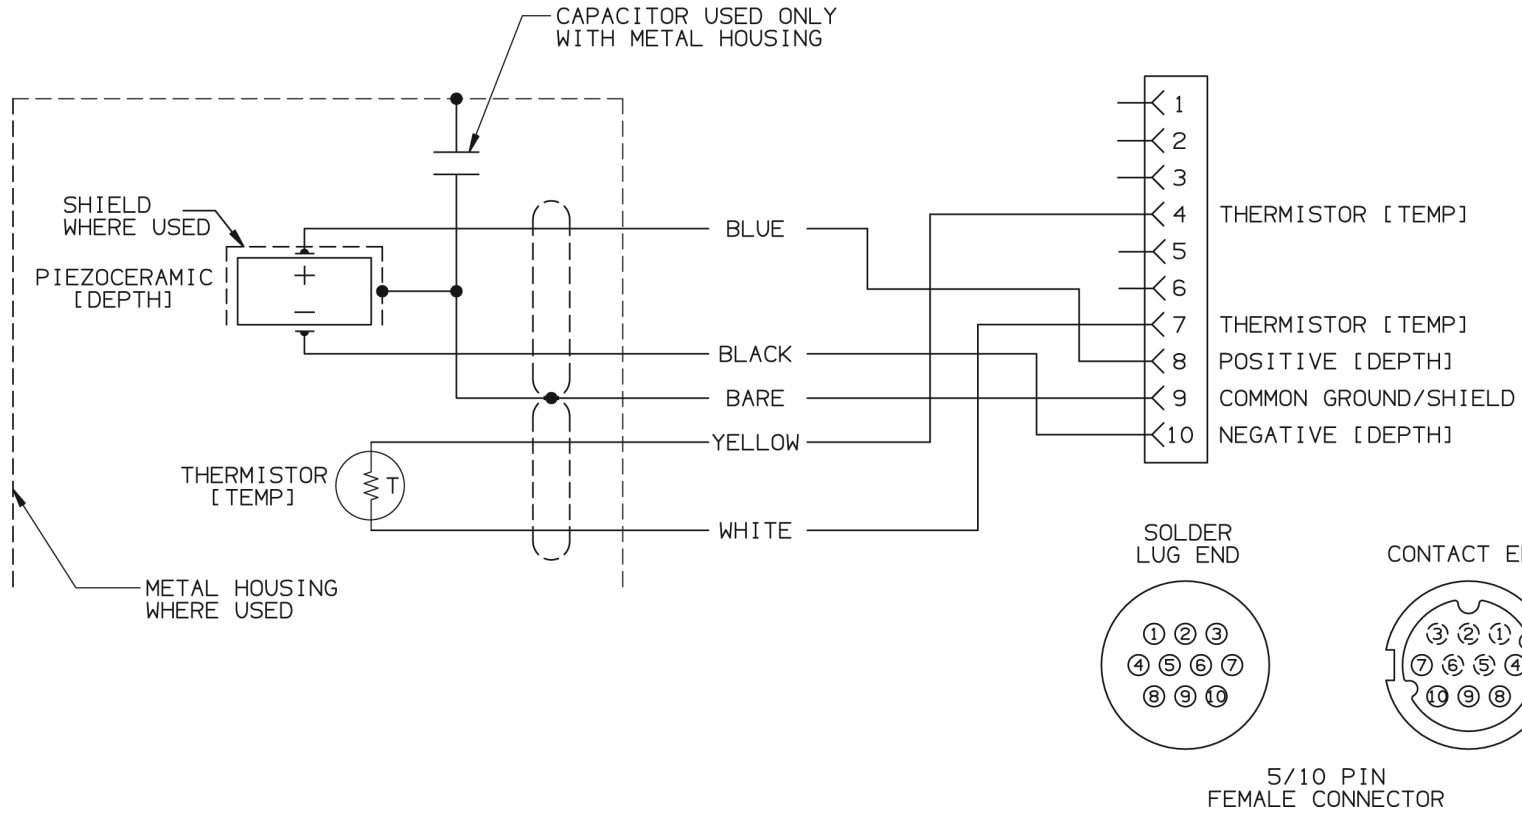 CAPACITOR USED ONLY
WITH METAL HOUSING
SHIELD
WHERE USED
PIEZOCERAMIC
[DEPTH]
+
—
BLUE
BLACK
BARE
YELLOW
WHITE
THERMISTOR
[TEMP]
T
METAL HOUSING
WHERE USED
1
2
3
4 THERMISTOR [TEMP]
5
6
7 THERMISTOR [TEMP]
8 POSITIVE [DEPTH]
9 COMMON GROUND/SHIELD
10 NEGATIVE [DEPTH]
SOLDER
LUG END
1 2 3
4 5 6 7
8 9 10
CONTACT E
3 2 1
7 6 5 4
10 9 8
5/10 PIN
FEMALE CONNECTOR